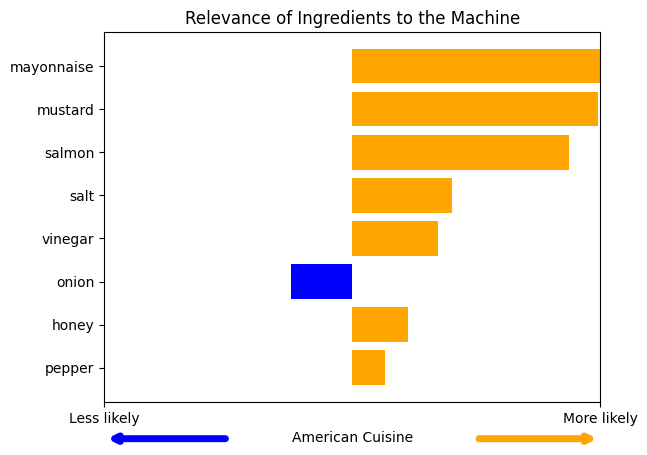 Relevance of Ingredients to the Machine
mayonnaise
mustard
salmon
salt
vinegar
onion
honey
pepper
Less likely
More likely
American Cuisine